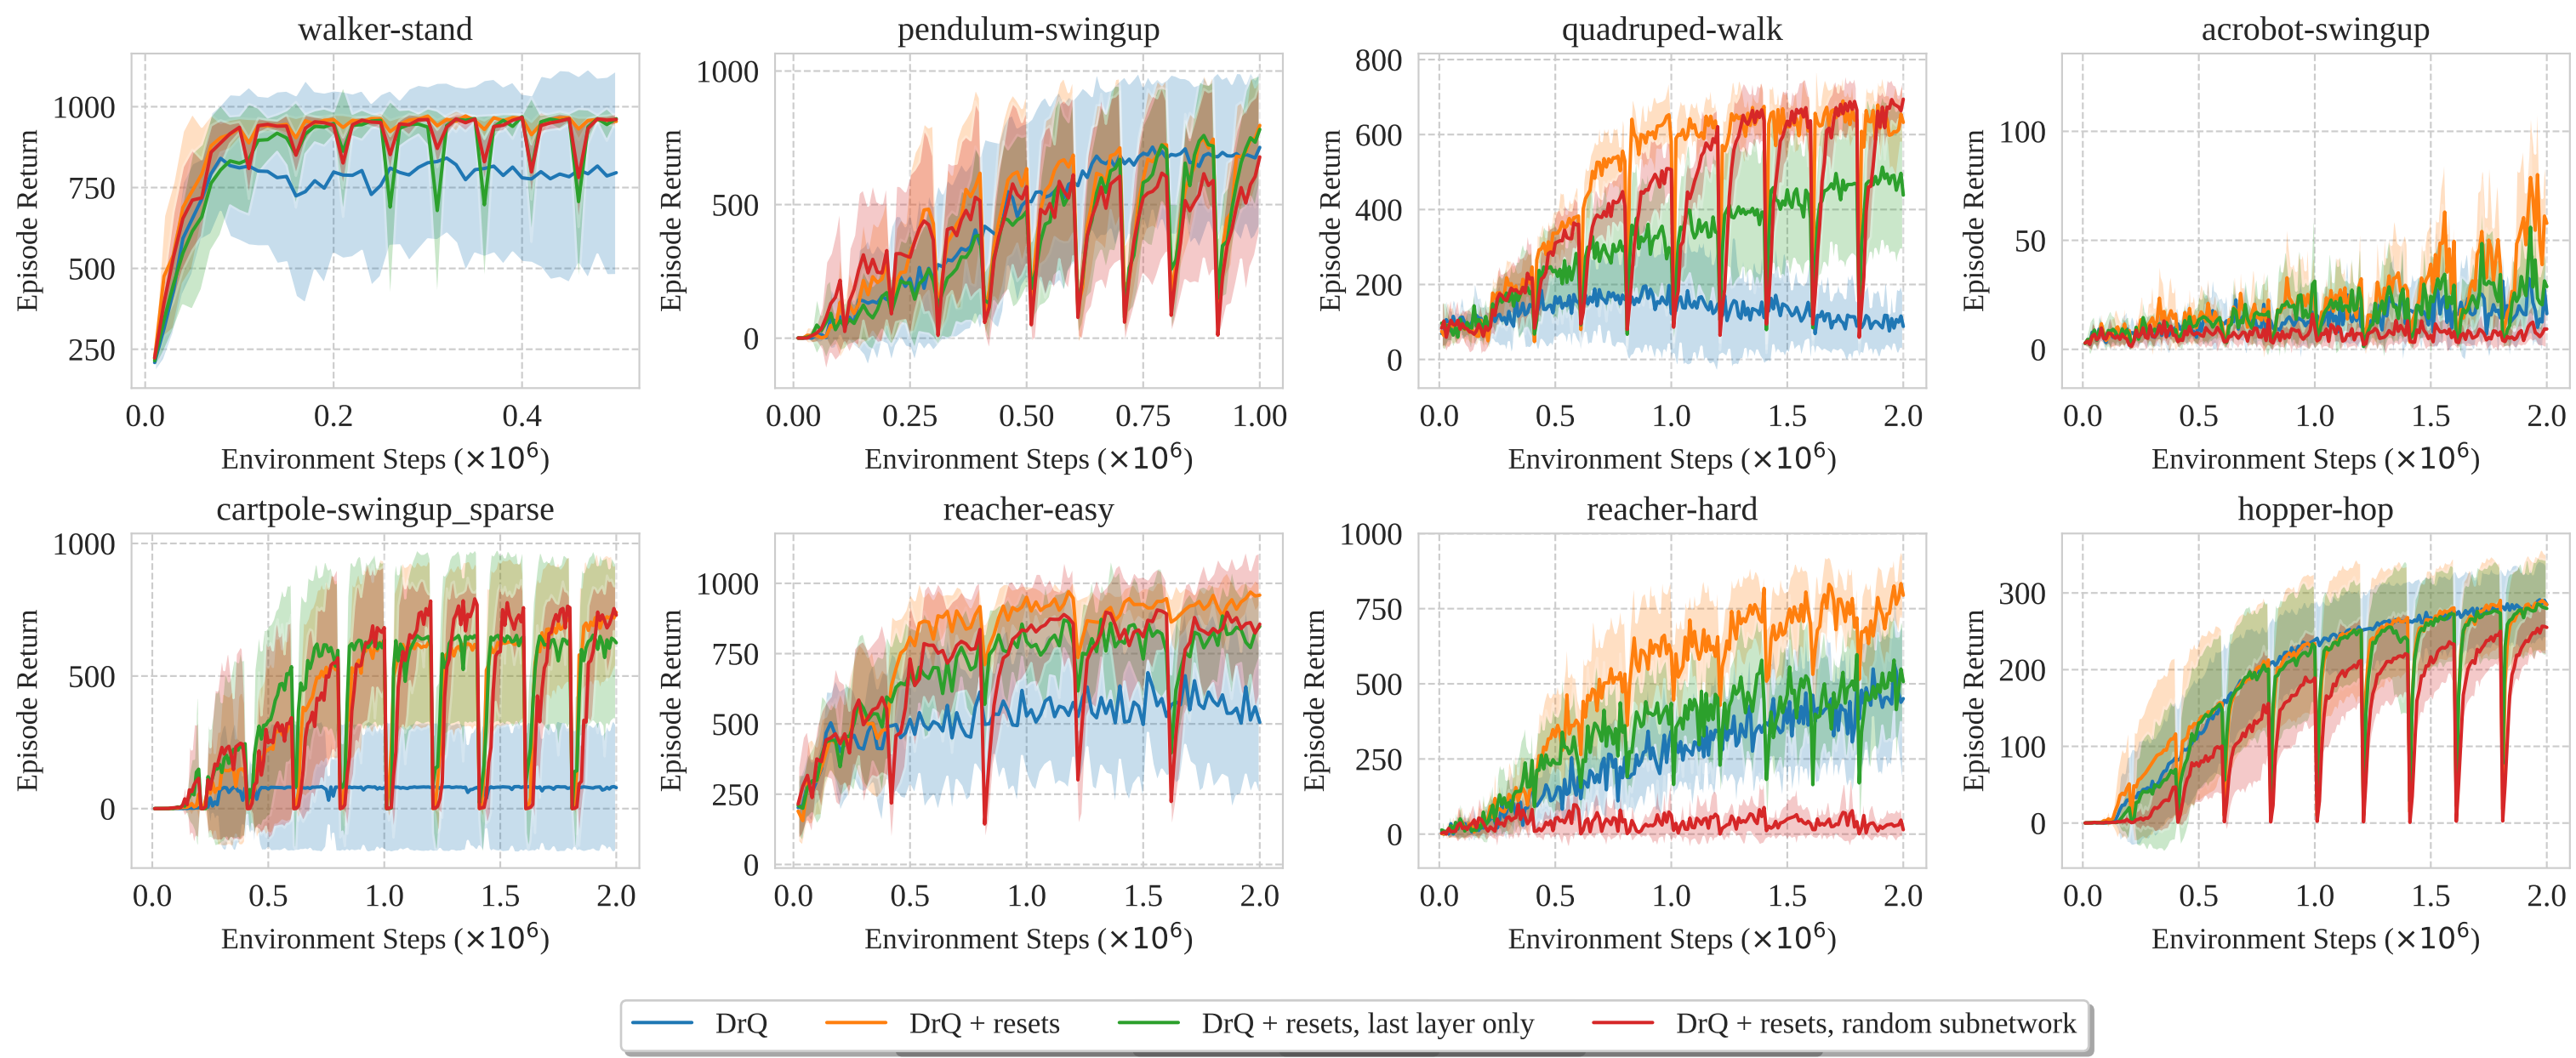 walker-stand
1000
750
500
250
0.0 0.2 0.4
Episode Return
Environment Steps (×10⁶)
pendulum-swingup
1000
500
0
0.00 0.25 0.50 0.75 1.00
Episode Return
Environment Steps (×10⁶)
quadruped-walk
800
600
400
200
0
0.0 0.5 1.0 1.5 2.0
Episode Return
Environment Steps (×10⁶)
acrobot-swingup
100
50
0
0.0 0.5 1.0 1.5 2.0
Episode Return
Environment Steps (×10⁶)
cartpole-swingup_sparse
1000
500
0
0.0 0.5 1.0 1.5 2.0
Episode Return
Environment Steps (×10⁶)
reacher-easy
1000
750
500
250
0
0.0 0.5 1.0 1.5 2.0
Episode Return
Environment Steps (×10⁶)
reacher-hard
1000
750
500
250
0
0.0 0.5 1.0 1.5 2.0
Episode Return
Environment Steps (×10⁶)
hopper-hop
300
200
100
0
0.0 0.5 1.0 1.5 2.0
Episode Return
Environment Steps (×10⁶)
DrQ DrQ + resets DrQ + resets, last layer only DrQ + resets, random subnetwork